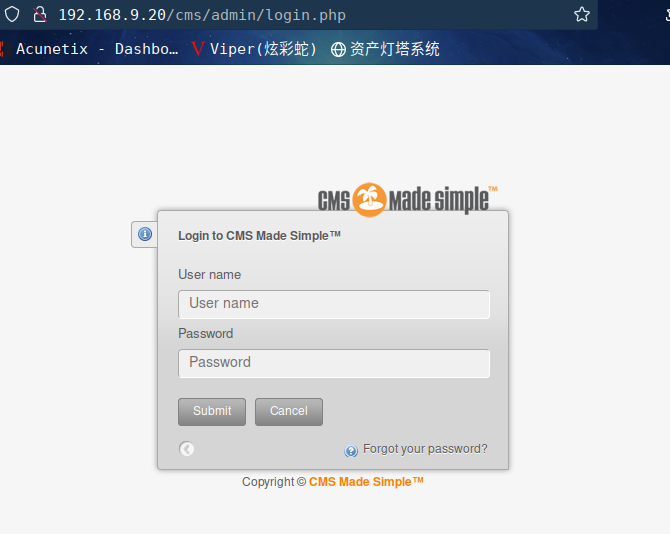 192.168.9.20/cms/admin/login.php
Acunetix - Dashbo… Viper(炫彩蛇) 资产灯塔系统
CMS made simple™
Login to CMS Made Simple™
User name
User name
Password
Password
Submit Cancel
Forgot your password?
Copyright © CMS Made Simple™